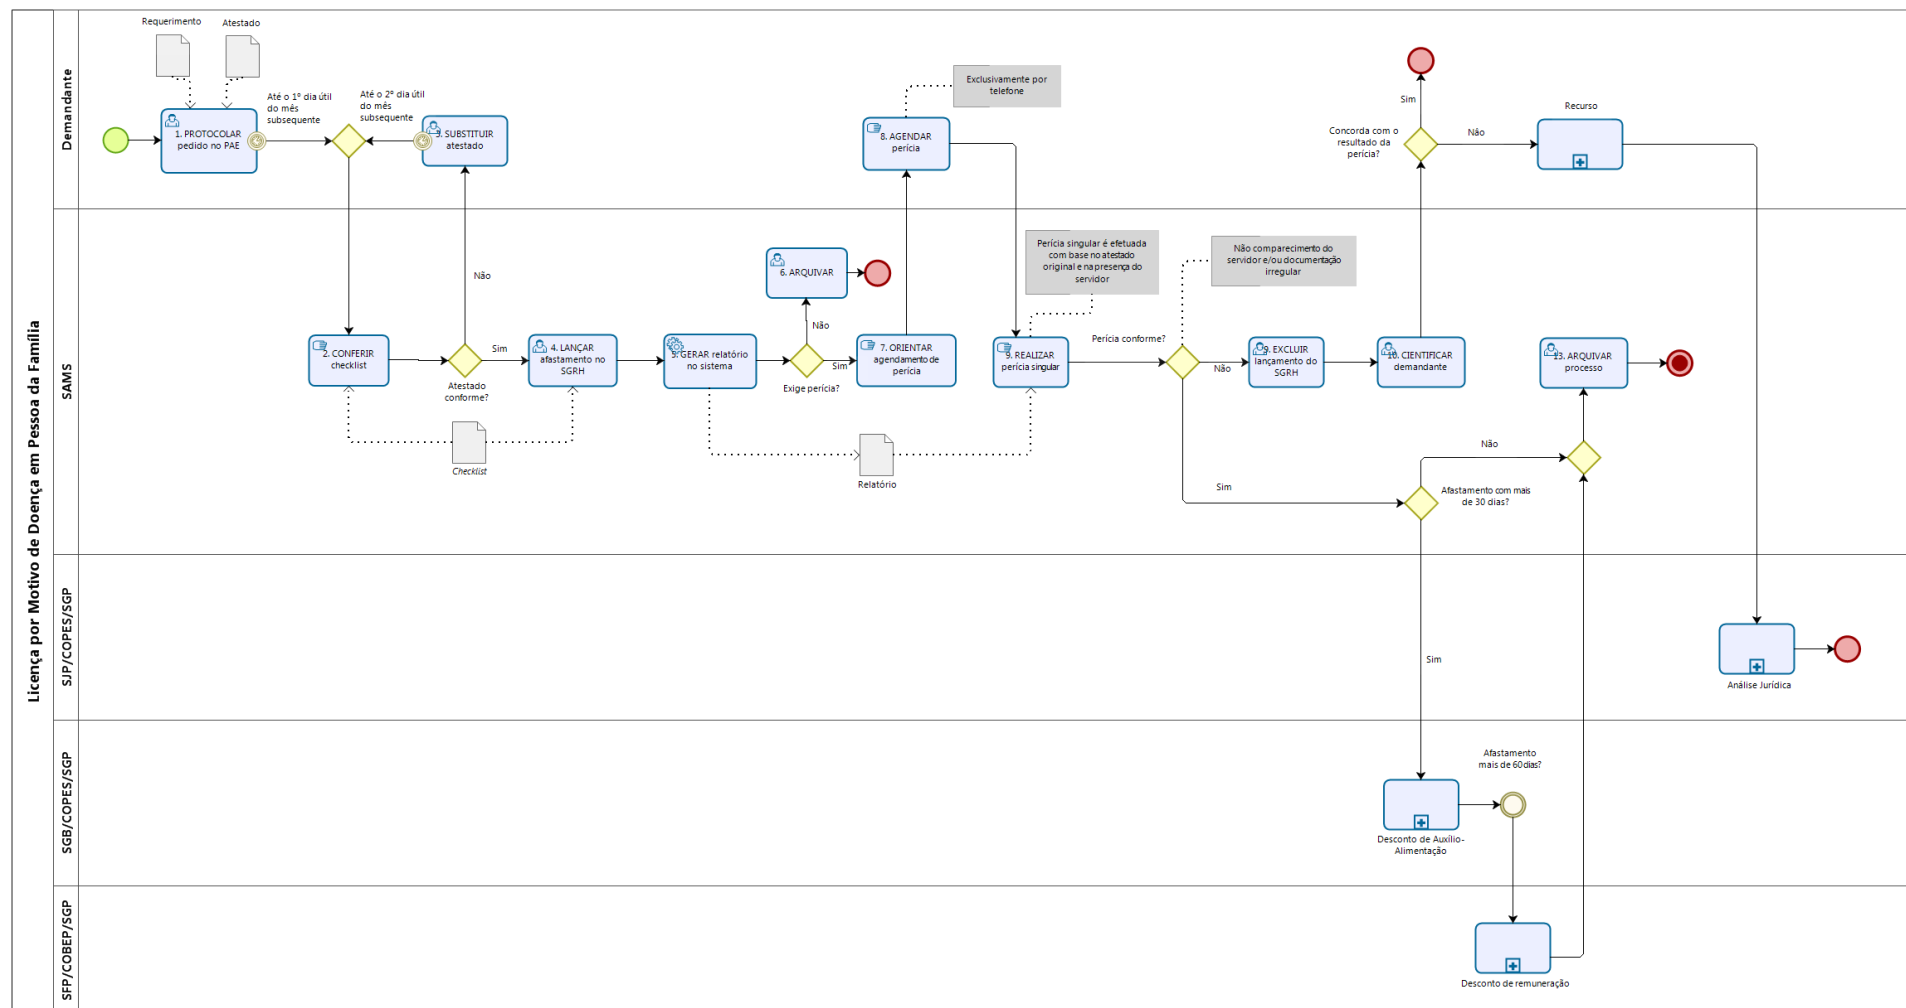 Licença por Motivo de Doença em Pessoa da Família
Demandante
Requerimento
Atestado
1. PROTOCOLAR
pedido no PAE
Até o 1º dia útil
do mês
subsequente
Até o 2º dia útil
do mês
subsequente
3. SUBSTITUIR
atestado
8. AGENDAR
perícia
Exclusivamente por
telefone
Sim
Concorda com o
resultado da
perícia?
Não
Recurso
SAMS
2. CONFERIR
checklist
Não
Sim
Atestado
conforme?
Checklist
4. LANÇAR
afastamento no
SGRH
5. GERAR relatório
no sistema
6. ARQUIVAR
Não
Sim
Exige perícia?
7. ORIENTAR
agendamento de
perícia
Relatório
Perícia singular é efetuada
com base no atestado
original e na presença do
servidor
9. REALIZAR
perícia singular
Perícia conforme?
Não comparecimento do
servidor e/ou documentação
irregular
Não
Sim
9. EXCLUIR
lançamento do
SGRH
10. CIENTIFICAR
demandante
13. ARQUIVAR
processo
Não
Afastamento com mais
de 30 dias?
Sim
SJP/COPES/SGP
Análise Jurídica
SGB/COPES/SGP
Afastamento
mais de 60dias?
Desconto de Auxílio-
Alimentação
SFP/COBEP/SGP
Desconto de remuneração